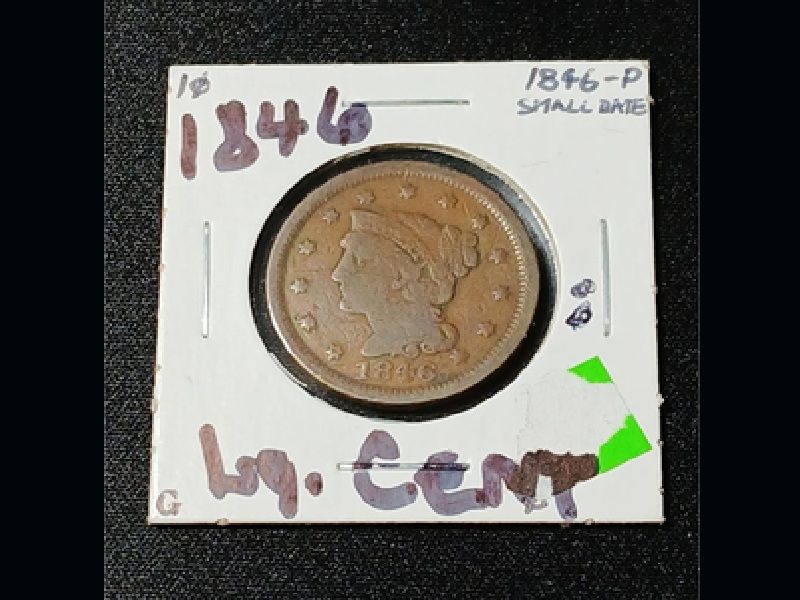 1¢
1846-P
SMALL DATE
1846
1846
Lg. Cent
G